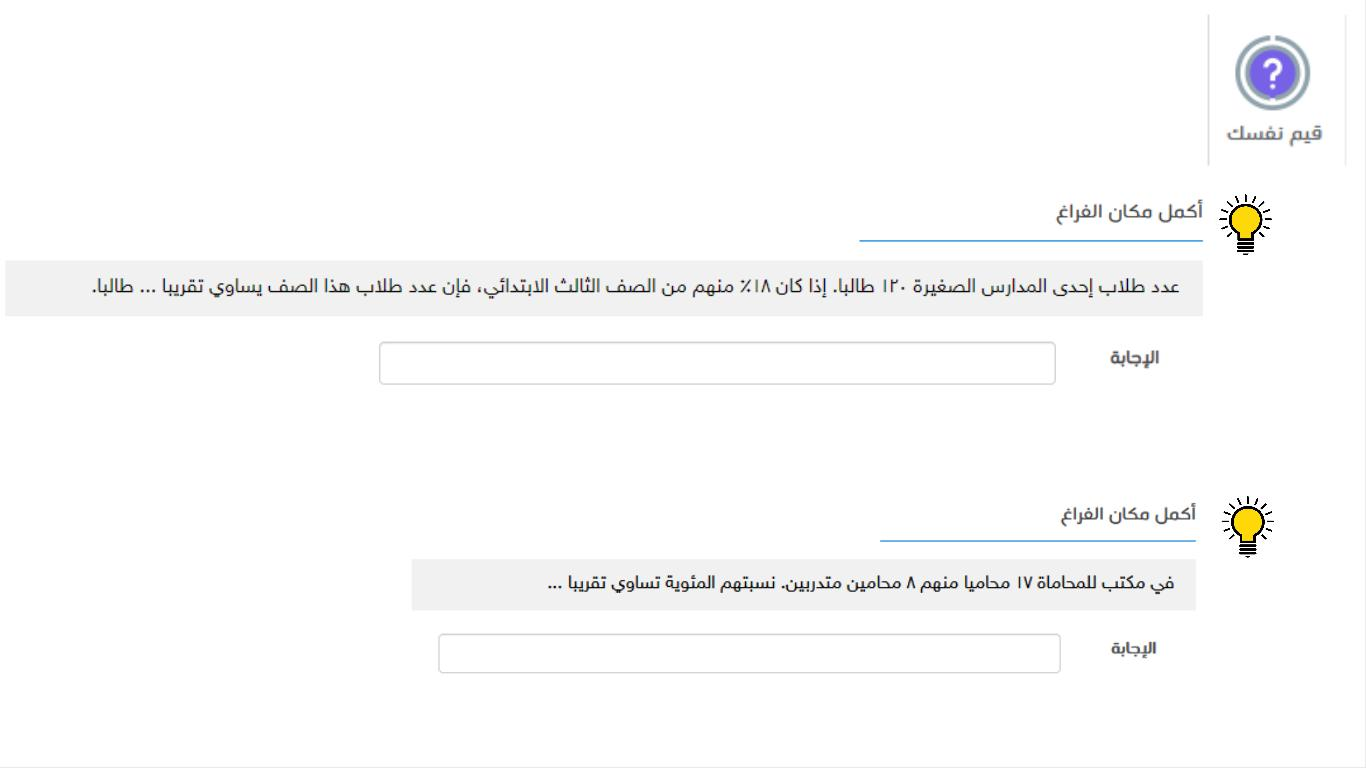 ?
قيم نفسك
أكمل مكان الفراغ
عدد طلاب إحدى المدارس الصغيرة ١٢٠ طالبا. إذا كان ١٨٪ منهم من الصف الثالث الابتدائي، فإن عدد طلاب هذا الصف يساوي تقريبا ... طالبا.
الإجابة
أكمل مكان الفراغ
في مكتب للمحاماة ١٧ محاميا منهم ٨ محامين متدربين. نسبتهم المئوية تساوي تقريبا ...
الإجابة